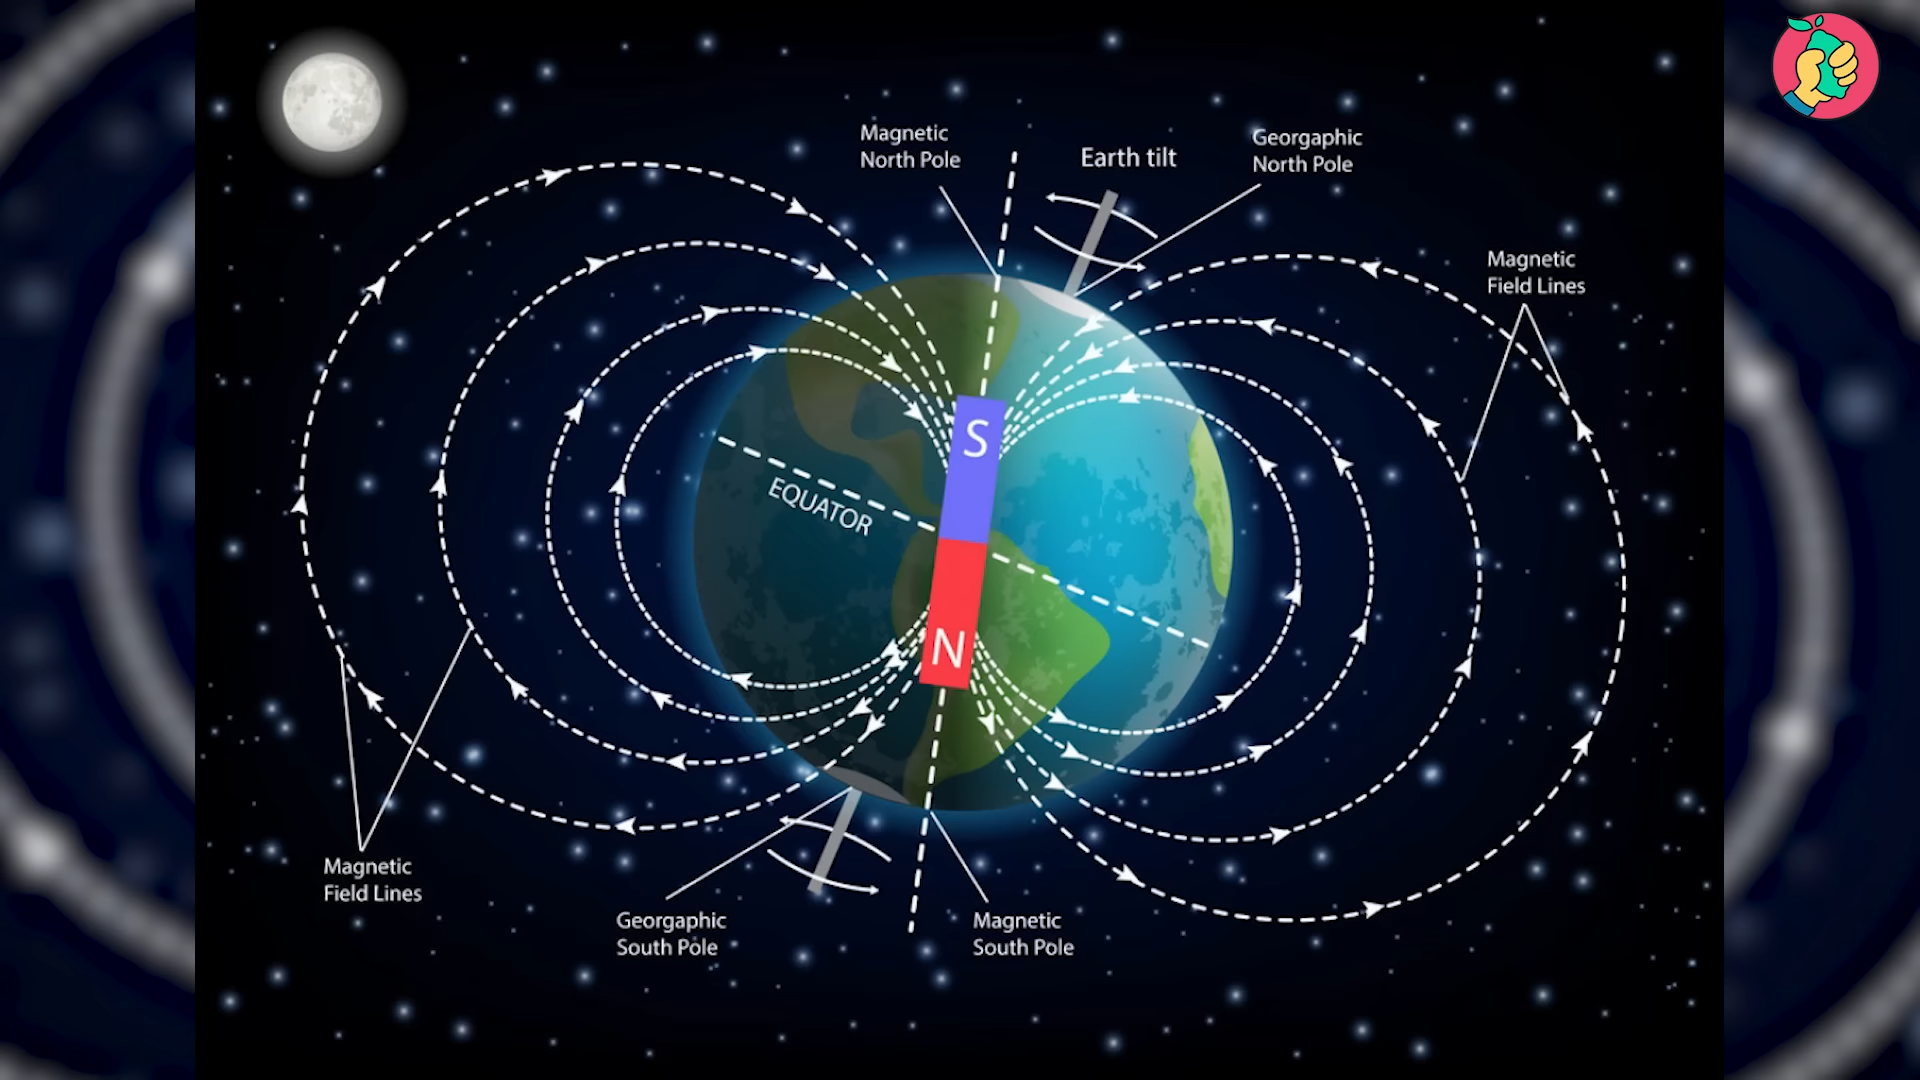 Magnetic
North Pole
Earth tilt
Georgaphic
North Pole
Magnetic
Field Lines
S
EQUATOR
N
Magnetic
Field Lines
Georgaphic
South Pole
Magnetic
South Pole